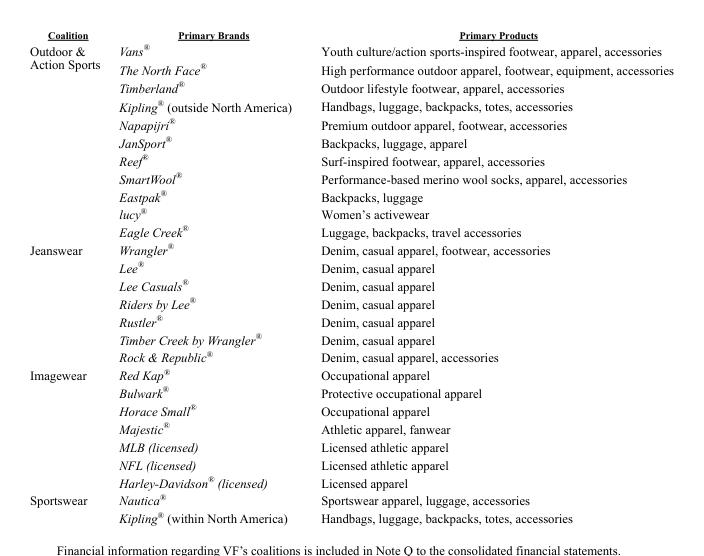 Coalition Primary Brands Primary Products
Outdoor & Vans® Youth culture/action sports-inspired footwear, apparel, accessories
Action Sports The North Face® High performance outdoor apparel, footwear, equipment, accessories
Timberland® Outdoor lifestyle footwear, apparel, accessories
Kipling® (outside North America) Handbags, luggage, backpacks, totes, accessories
Napapijri® Premium outdoor apparel, footwear, accessories
JanSport® Backpacks, luggage, apparel
Reef® Surf-inspired footwear, apparel, accessories
SmartWool® Performance-based merino wool socks, apparel, accessories
Eastpak® Backpacks, luggage
lucy® Women’s activewear
Eagle Creek® Luggage, backpacks, travel accessories
Jeanswear Wrangler® Denim, casual apparel, footwear, accessories
Lee® Denim, casual apparel
Lee Casuals® Denim, casual apparel
Riders by Lee® Denim, casual apparel
Rustler® Denim, casual apparel
Timber Creek by Wrangler® Denim, casual apparel
Rock & Republic® Denim, casual apparel, accessories
Imagewear Red Kap® Occupational apparel
Bulwark® Protective occupational apparel
Horace Small® Occupational apparel
Majestic® Athletic apparel, fanwear
MLB (licensed) Licensed athletic apparel
NFL (licensed) Licensed athletic apparel
Harley-Davidson® (licensed) Licensed apparel
Sportswear Nautica® Sportswear apparel, luggage, accessories
Kipling® (within North America) Handbags, luggage, backpacks, totes, accessories
Financial information regarding VF’s coalitions is included in Note Q to the consolidated financial statements.